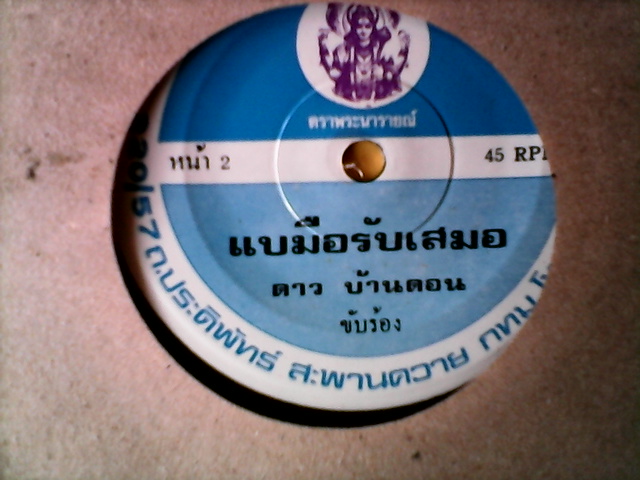 ตราพระนารายณ์
หน้า 2
45 RPM
แบมือรับเสมอ
ดาว บ้านดอน
ขับร้อง
ถ.ประดิพัทธ์ สะพานควาย กทม.